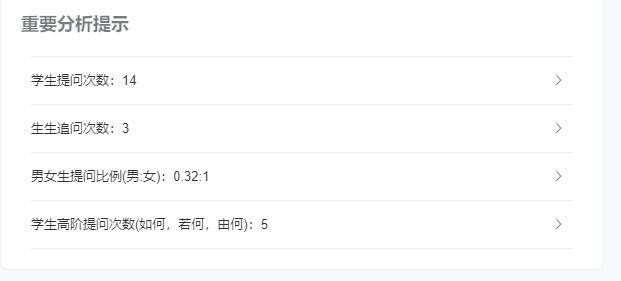 重要分析提示
学生提问次数：14
生生追问次数：3
男女生提问比例(男:女)：0.32:1
学生高阶提问次数(如何，若何，由何)：5